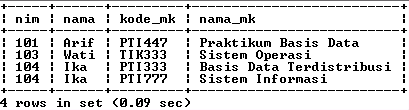 nim | nama | kode_mk | nama_mk
101 | Arif | PTI447 | Praktikum Basis Data
103 | Wati | TIK333 | Sistem Operasi
104 | Ika | PTI333 | Basis Data Terdistribusi
104 | Ika | PTI777 | Sistem Informasi
4 rows in set (0.09 sec)